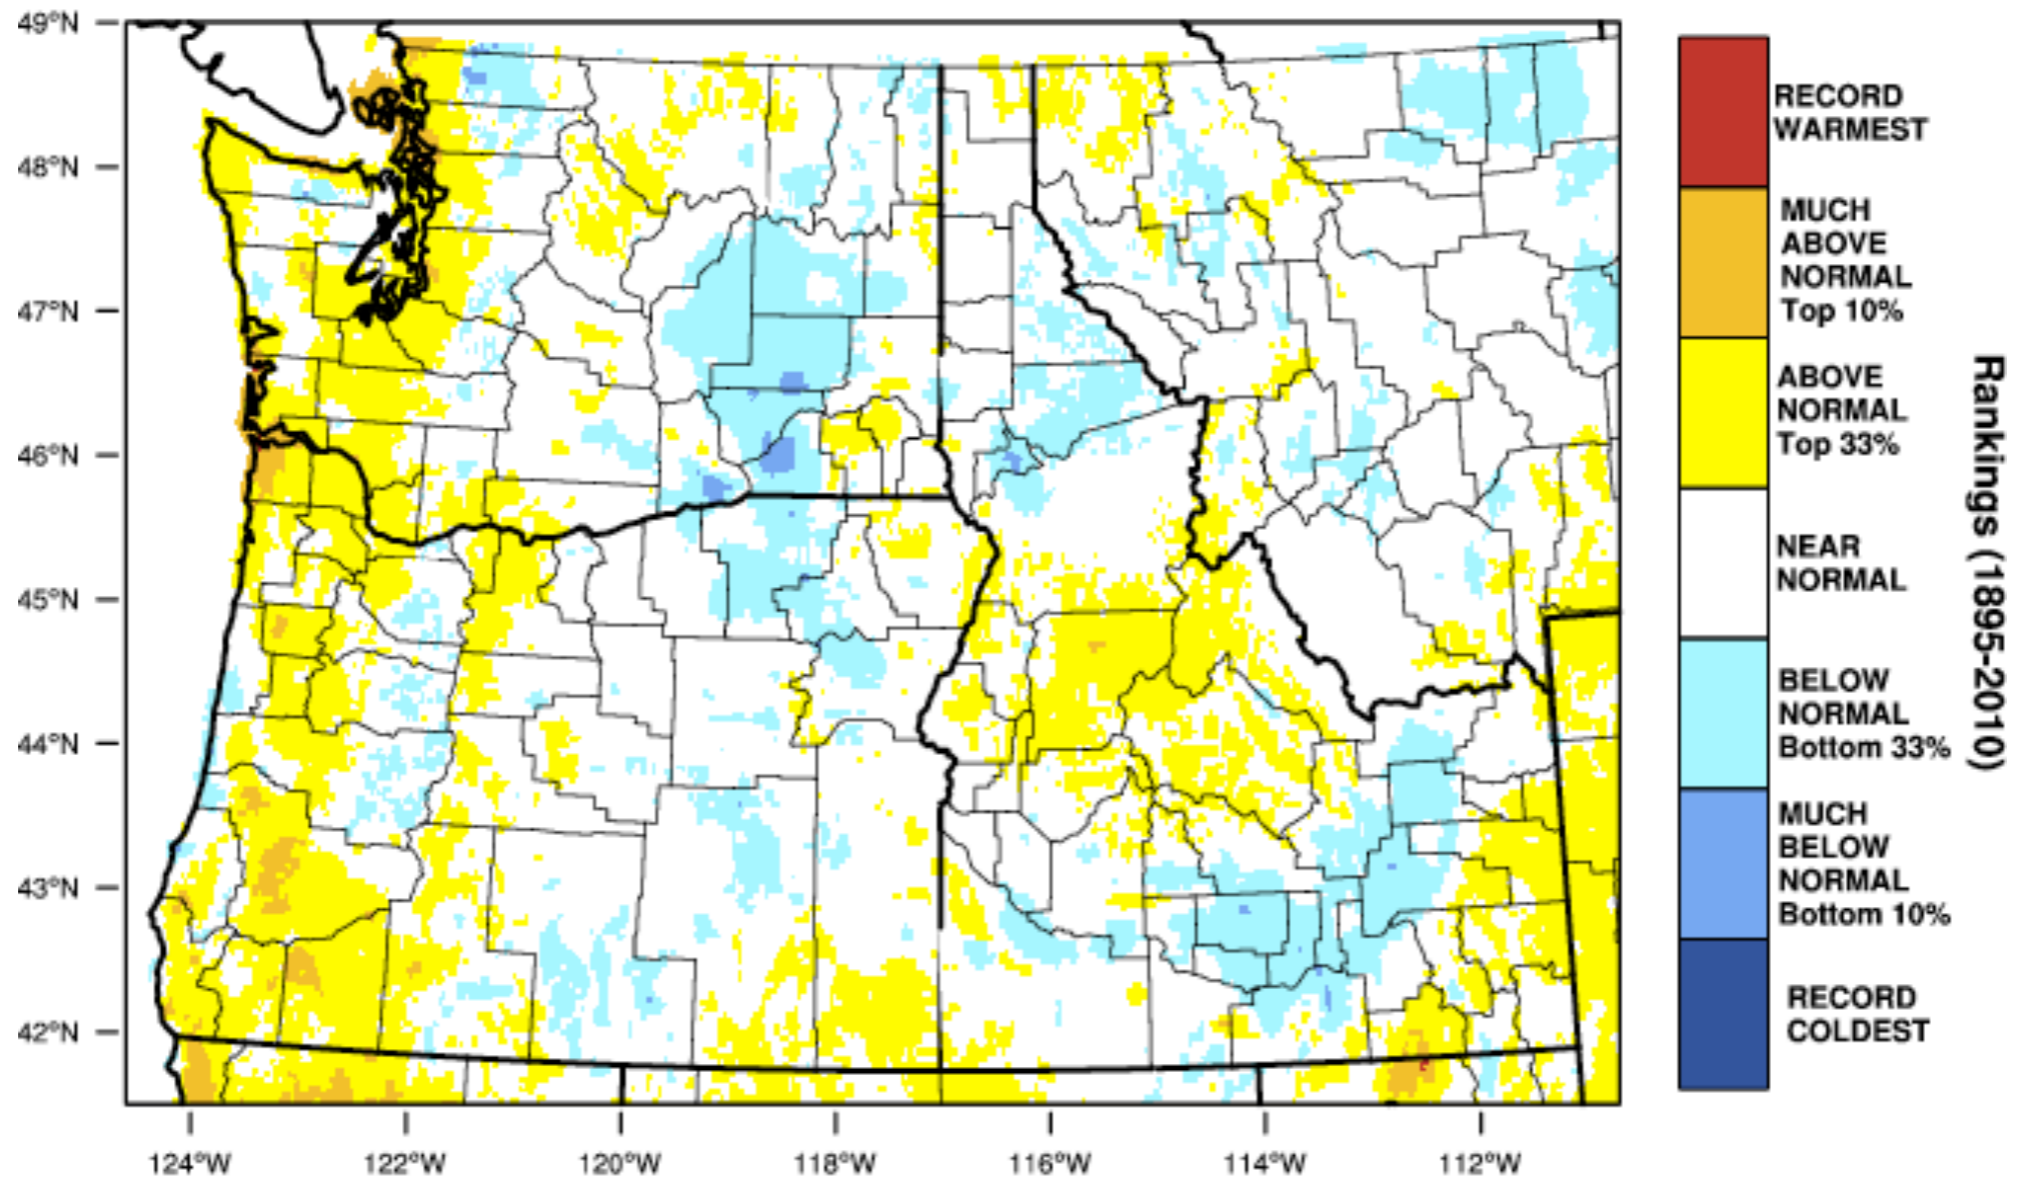 49°N
48°N
47°N
46°N
45°N
44°N
43°N
42°N
124°W 122°W 120°W 118°W 116°W 114°W 112°W
RECORD
WARMEST
MUCH
ABOVE
NORMAL
Top 10%
ABOVE
NORMAL
Top 33%
NEAR
NORMAL
BELOW
NORMAL
Bottom 33%
MUCH
BELOW
NORMAL
Bottom 10%
RECORD
COLDEST
Rankings (1895-2010)